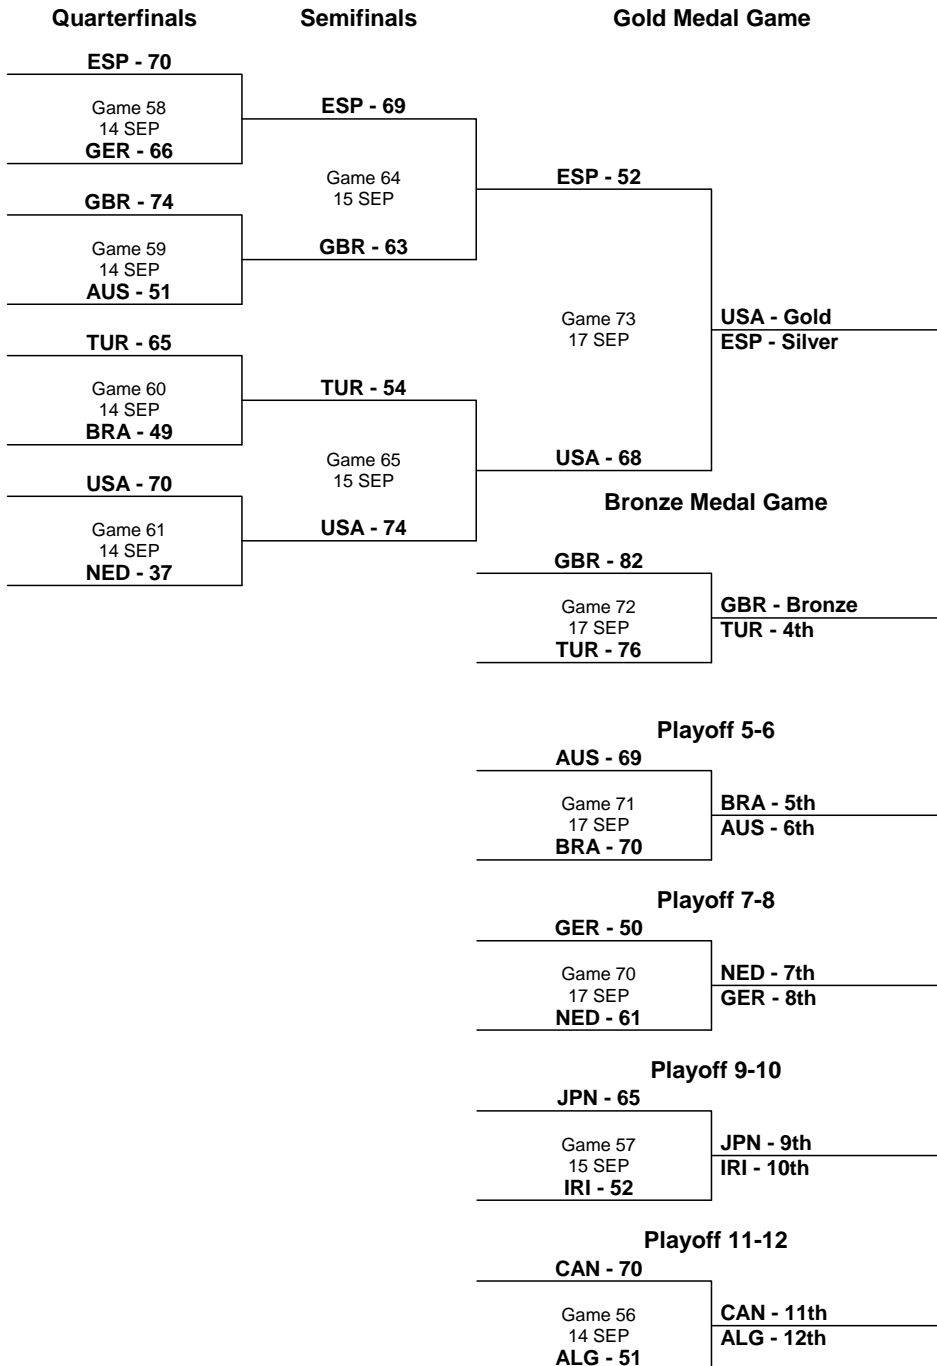 Quarterfinals
Semifinals
Gold Medal Game
ESP - 70
Game 58
14 SEP
GER - 66
GBR - 74
Game 59
14 SEP
AUS - 51
TUR - 65
Game 60
14 SEP
BRA - 49
USA - 70
Game 61
14 SEP
NED - 37
ESP - 69
Game 64
15 SEP
GBR - 63
TUR - 54
Game 65
15 SEP
USA - 74
ESP - 52
Game 73
17 SEP
USA - 68
USA - Gold
ESP - Silver
Bronze Medal Game
GBR - 82
Game 72
17 SEP
TUR - 76
GBR - Bronze
TUR - 4th
Playoff 5-6
AUS - 69
Game 71
17 SEP
BRA - 70
BRA - 5th
AUS - 6th
Playoff 7-8
GER - 50
Game 70
17 SEP
NED - 61
NED - 7th
GER - 8th
Playoff 9-10
JPN - 65
Game 57
15 SEP
IRI - 52
JPN - 9th
IRI - 10th
Playoff 11-12
CAN - 70
Game 56
14 SEP
ALG - 51
CAN - 11th
ALG - 12th